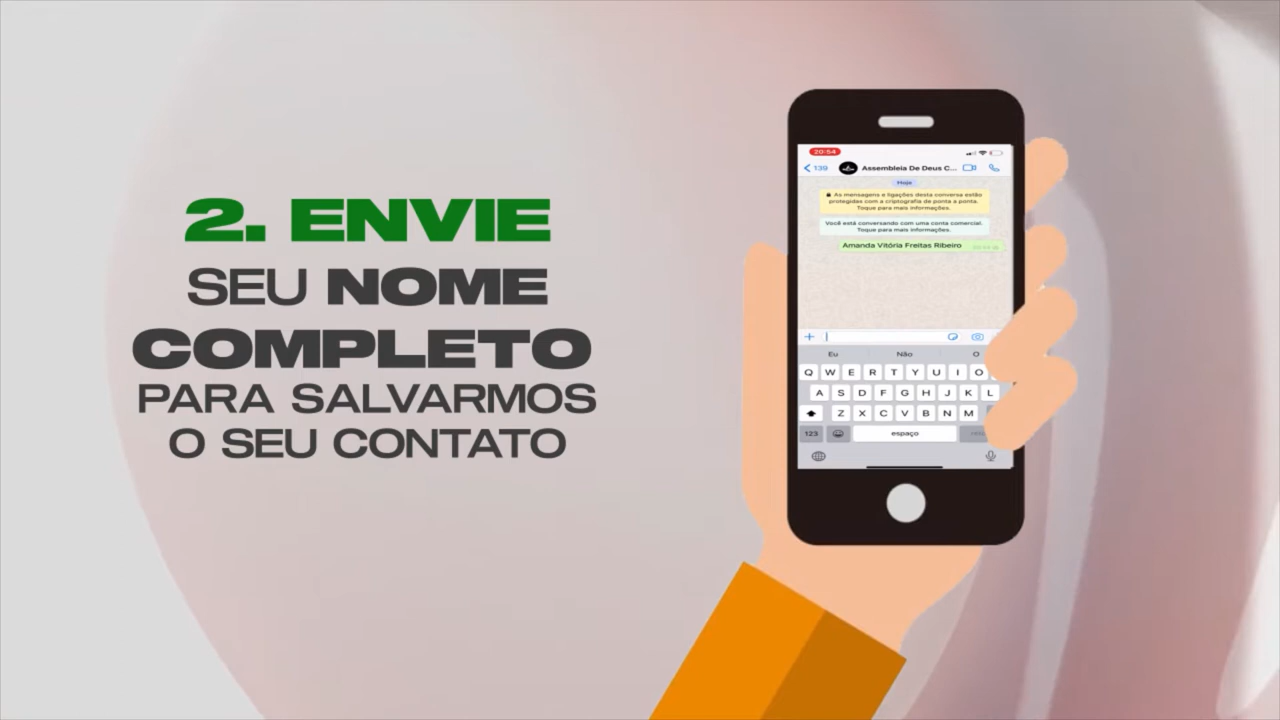 2. ENVIE
SEU NOME
COMPLETO
PARA SALVARMOS
O SEU CONTATO
20:54
139
Assembleia De Deus C...
Hoje
As mensagens e ligações desta conversa estão
protegidas com a criptografia de ponta a ponta.
Toque para mais informações.
Você está conversando com uma conta comercial.
Toque para mais informações.
Amanda Vitória Freitas Ribeiro
Eu Não O
Q W E R T Y U I O
A S D F G H J K L
Z X C V B N M
123 espaço